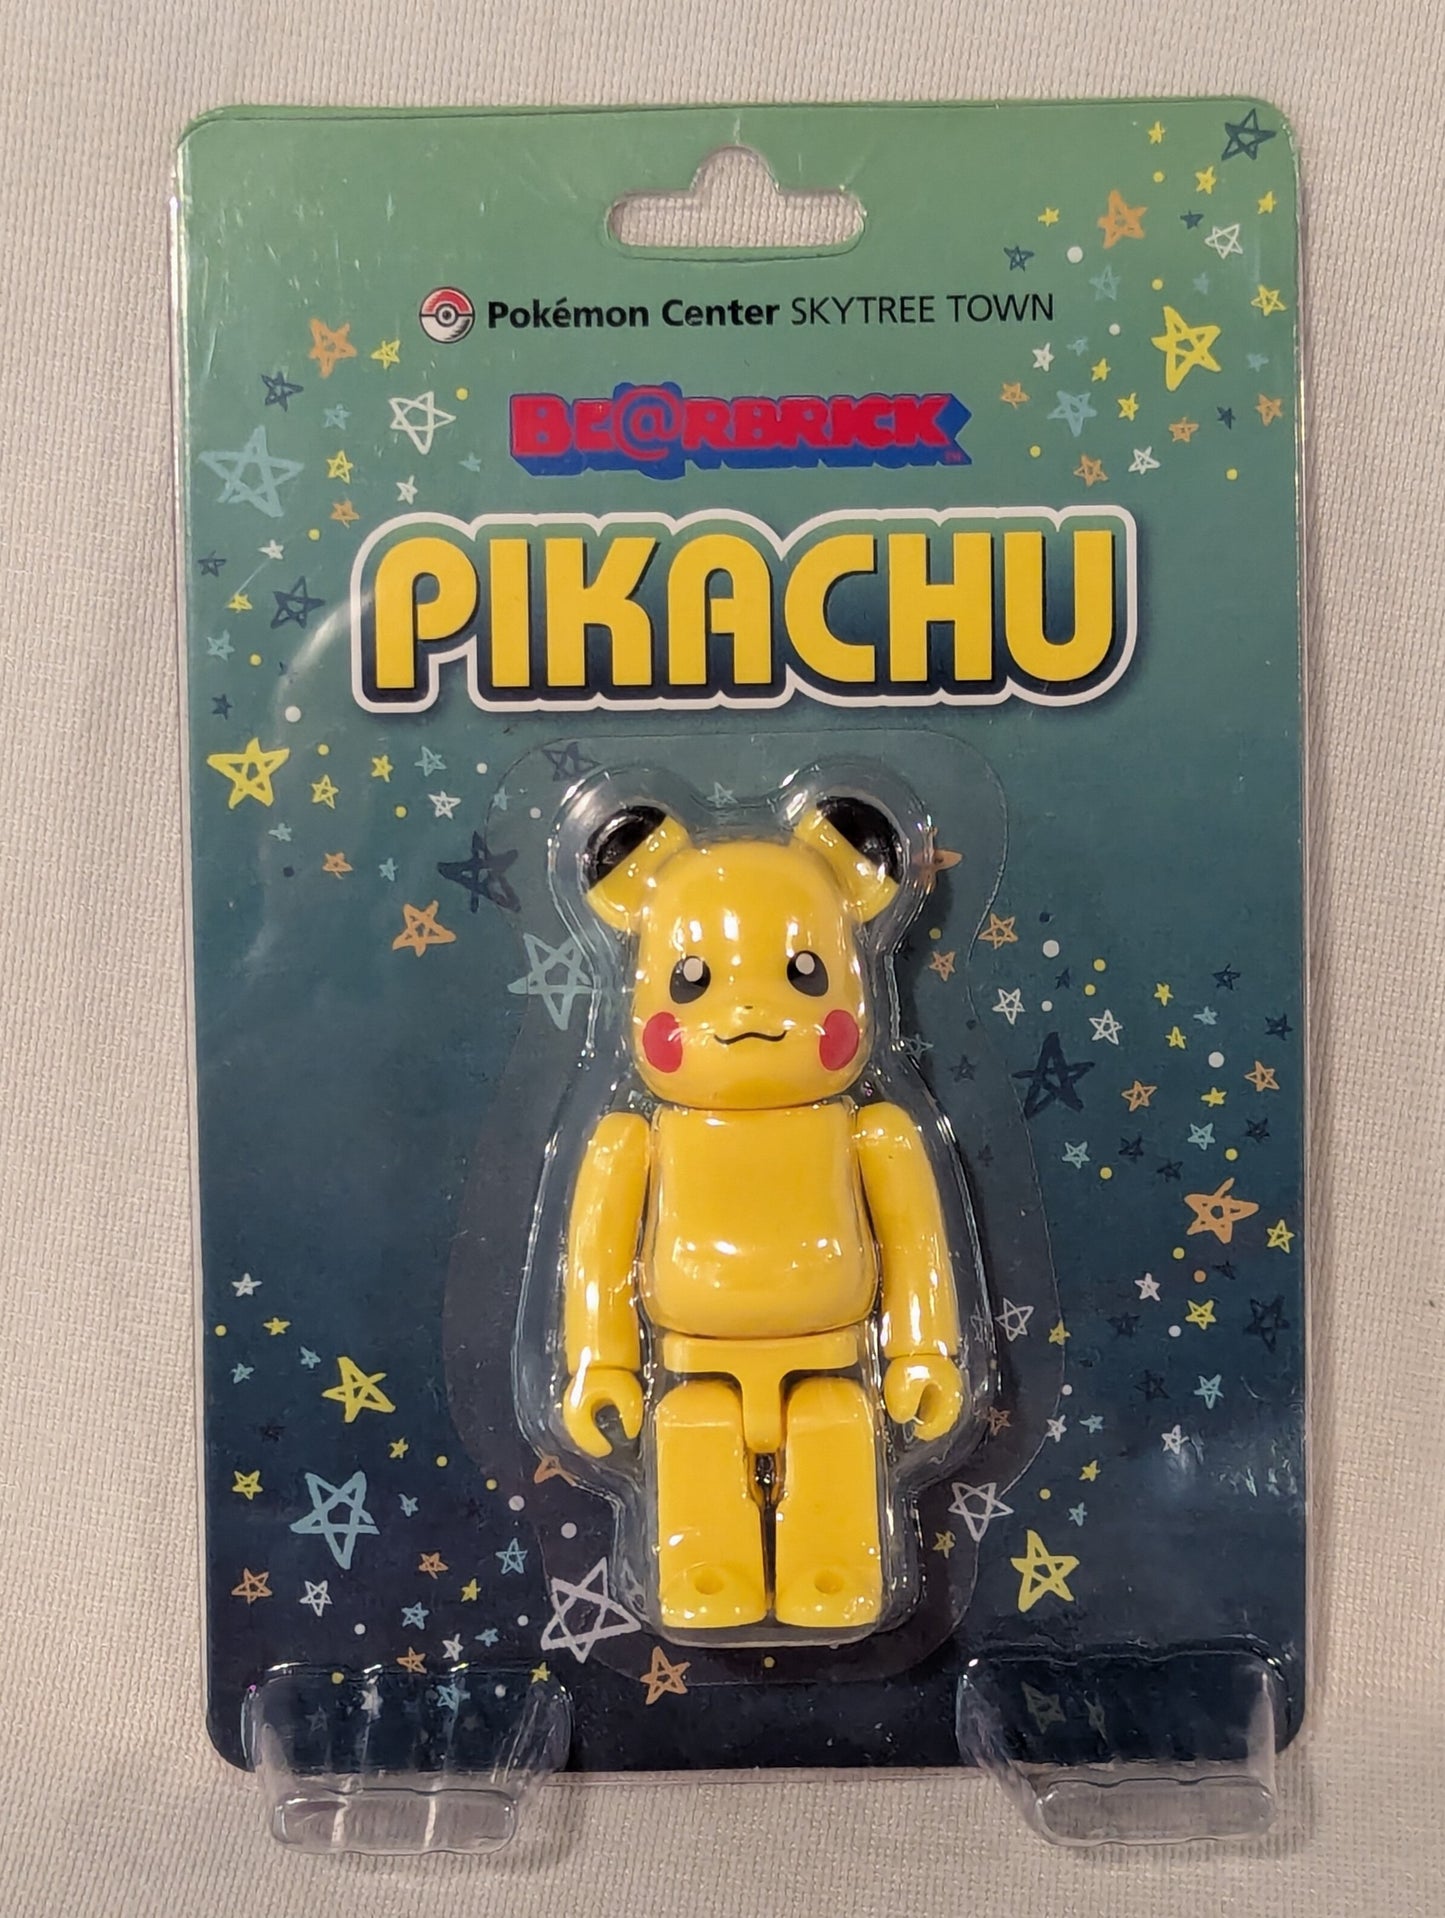 Pokémon Center SKYTREE TOWN
BE@RBRICK
PIKACHU